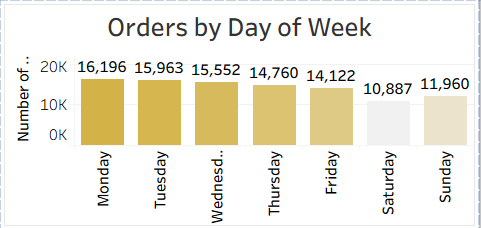 Orders by Day of Week
Number of ..
20K
10K
0K
16,196 15,963 15,552 14,760 14,122 10,887 11,960
Monday
Tuesday
Wednesd..
Thursday
Friday
Saturday
Sunday